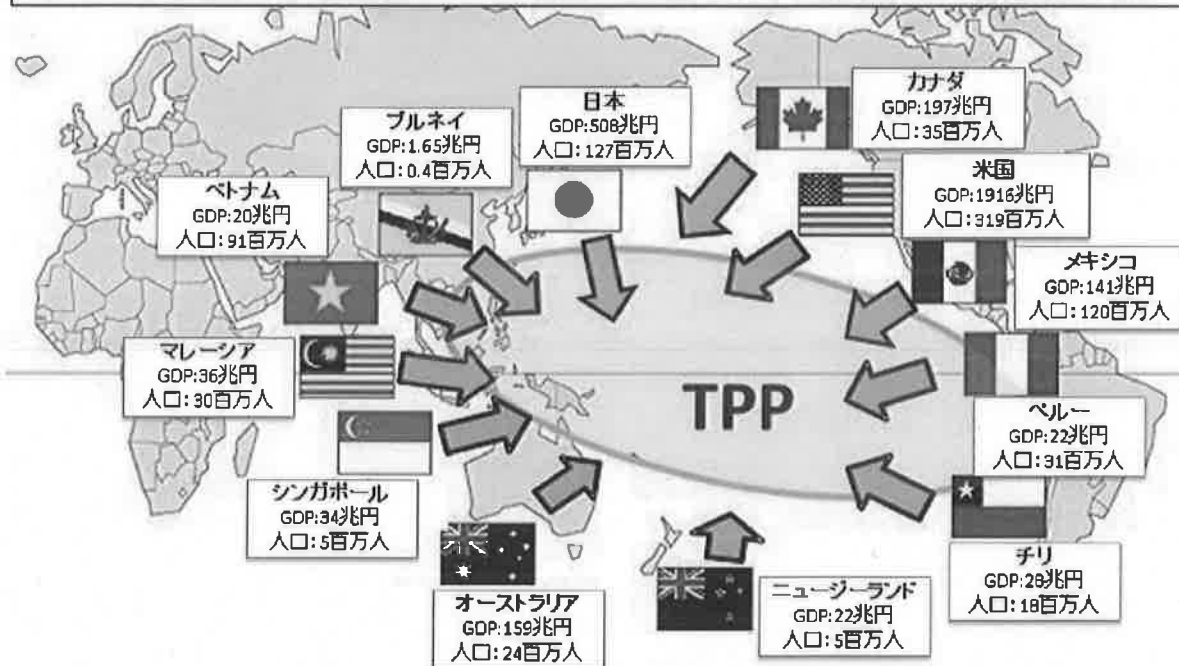 カナダ
GDP:197兆円
人口:35百万人
日本
GDP:508兆円
人口:127百万人
ブルネイ
GDP:1.65兆円
人口:0.4百万人
米国
GDP:1916兆円
人口:319百万人
ベトナム
GDP:20兆円
人口:91百万人
メキシコ
GDP:141兆円
人口:120百万人
マレーシア
GDP:36兆円
人口:30百万人
TPP
ペルー
GDP:22兆円
人口:31百万人
シンガポール
GDP:34兆円
人口:5百万人
チリ
GDP:28兆円
人口:18百万人
オーストラリア
GDP:159兆円
人口:24百万人
ニュージーランド
GDP:22兆円
人口:5百万人